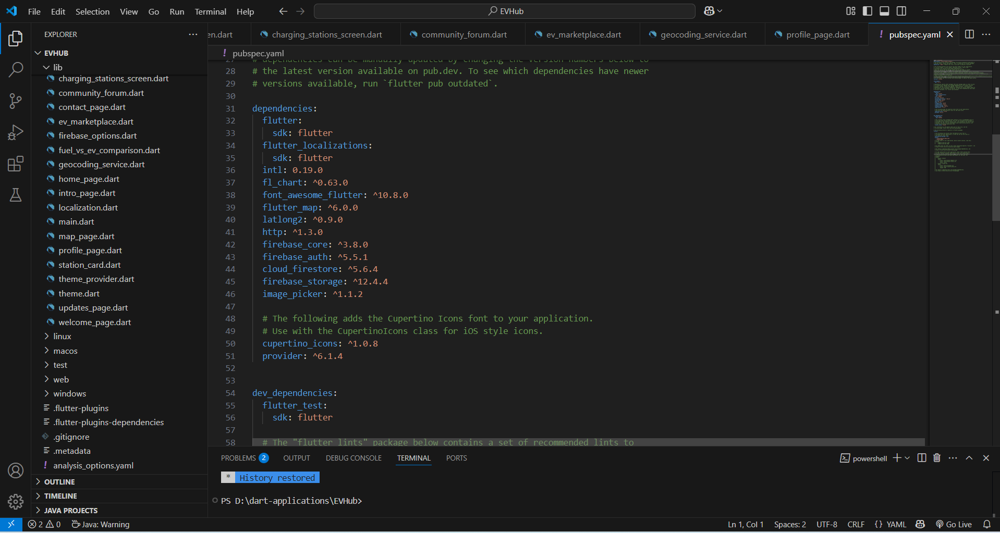 File Edit Selection View Go Run Terminal Help
EVHub
EXPLORER
EVHUB
lib
charging_stations_screen.dart
community_forum.dart
contact_page.dart
ev_marketplace.dart
firebase_options.dart
fuel_vs_ev_comparison.dart
geocoding_service.dart
home_page.dart
intro_page.dart
localization.dart
main.dart
map_page.dart
profile_page.dart
station_card.dart
theme_provider.dart
theme.dart
updates_page.dart
welcome_page.dart
linux
macos
test
web
windows
.flutter-plugins
.flutter-plugins-dependencies
.gitignore
.metadata
! analysis_options.yaml
OUTLINE
TIMELINE
JAVA PROJECTS
en.dart charging_stations_screen.dart community_forum.dart ev_marketplace.dart geocoding_service.dart profile_page.dart ! pubspec.yaml
! pubspec.yaml
27 # dependencies can be manually updated by changing the version numbers below to
28 # the latest version available on pub.dev. To see which dependencies have newer
29 # versions available, run `flutter pub outdated`.
30
31 dependencies:
32 flutter:
33 sdk: flutter
34 flutter_localizations:
35 sdk: flutter
36 intl: 0.19.0
37 fl_chart: ^0.63.0
38 font_awesome_flutter: ^10.8.0
39 flutter_map: ^6.0.0
40 latlong2: ^0.9.0
41 http: ^1.3.0
42 firebase_core: ^3.8.0
43 firebase_auth: ^5.5.1
44 cloud_firestore: ^5.6.4
45 firebase_storage: ^12.4.4
46 image_picker: ^1.1.2
47
48 # The following adds the Cupertino Icons font to your application.
49 # Use with the CupertinoIcons class for iOS style icons.
50 cupertino_icons: ^1.0.8
51 provider: ^6.1.4
52
53
54 dev_dependencies:
55 flutter_test:
56 sdk: flutter
57
58 # The "flutter_lints" package below contains a set of recommended lints to
PROBLEMS 2 OUTPUT DEBUG CONSOLE TERMINAL PORTS
powershell
* History restored
PS D:\dart-applications\EVHub>
2 0 Java: Warning
Ln 1, Col 1 Spaces: 2 UTF-8 CRLF {} YAML Go Live